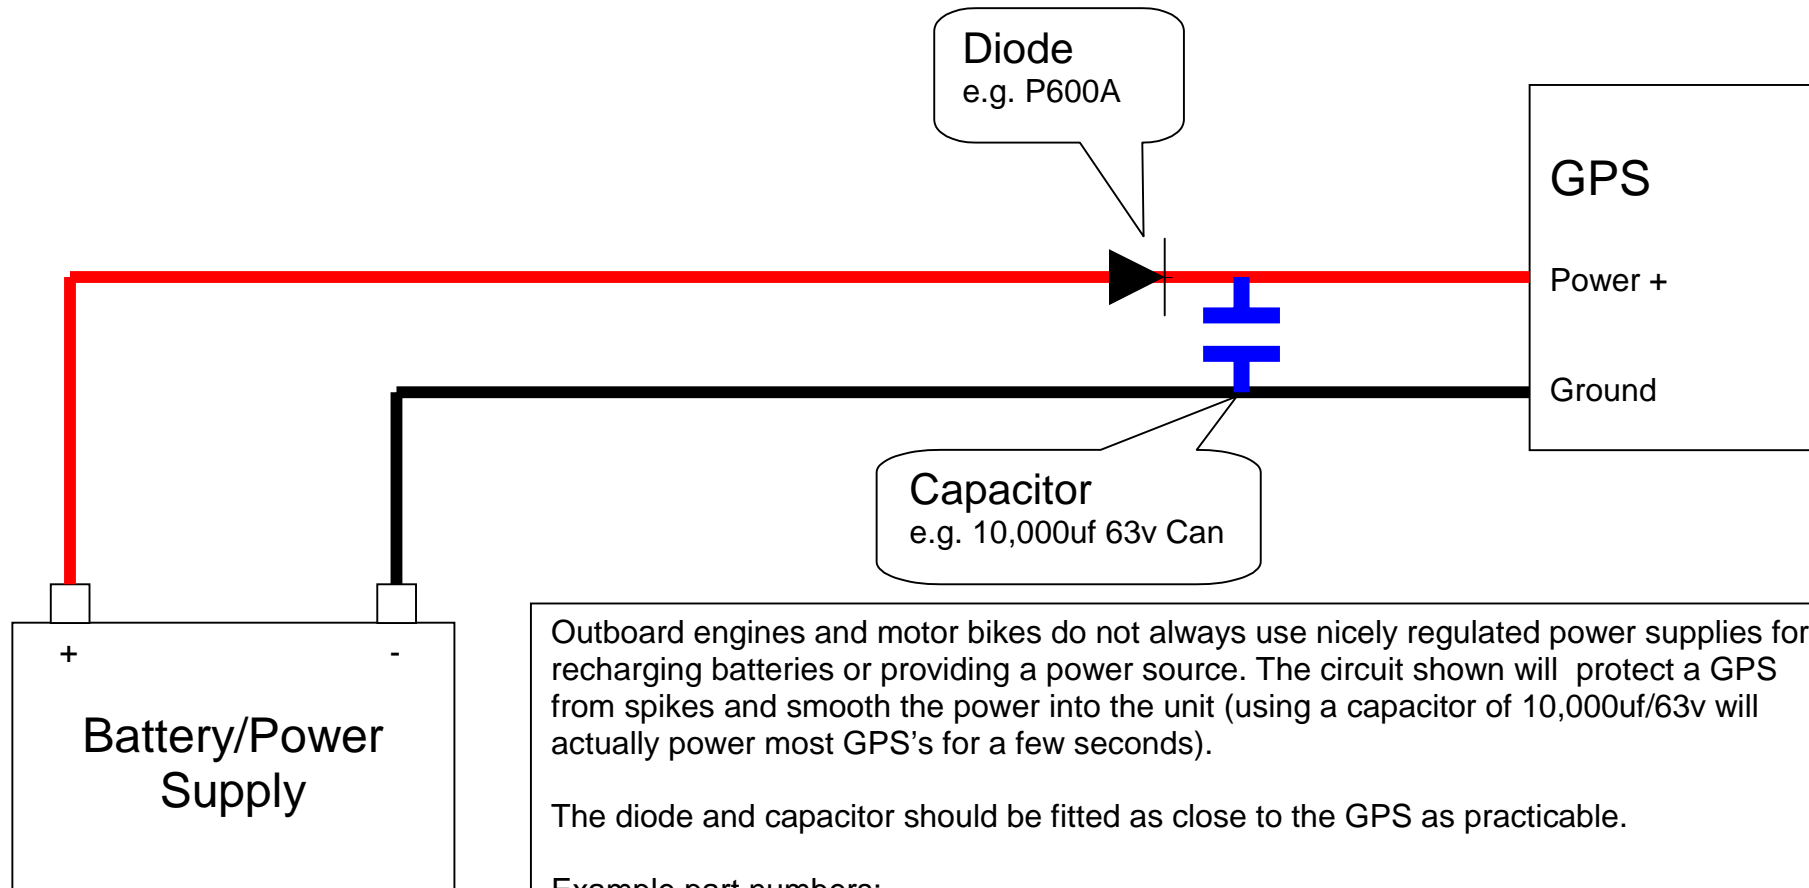 Diode
e.g. P600A
GPS
Power +
Ground
Capacitor
e.g. 10,000uf 63v Can
+ -
Battery/Power
Supply
Outboard engines and motor bikes do not always use nicely regulated power supplies for
recharging batteries or providing a power source. The circuit shown will  protect a GPS
from spikes and smooth the power into the unit (using a capacitor of 10,000uf/63v will
actually power most GPS’s for a few seconds).
The diode and capacitor should be fitted as close to the GPS as practicable.
Example part numbers: